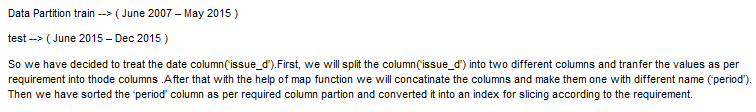 Data Partition train --> ( June 2007 – May 2015 )
test --> ( June 2015 – Dec 2015 )
So we have decided to treat the date column('issue_d').First, we will split the column('issue_d') into two different columns and tranfer the values as per
requirement into thode columns .After that with the help of map function we will concatinate the columns and make them one with different name ('period').
Then we have sorted the 'period' column as per required column partion and converted it into an index for slicing according to the requirement.